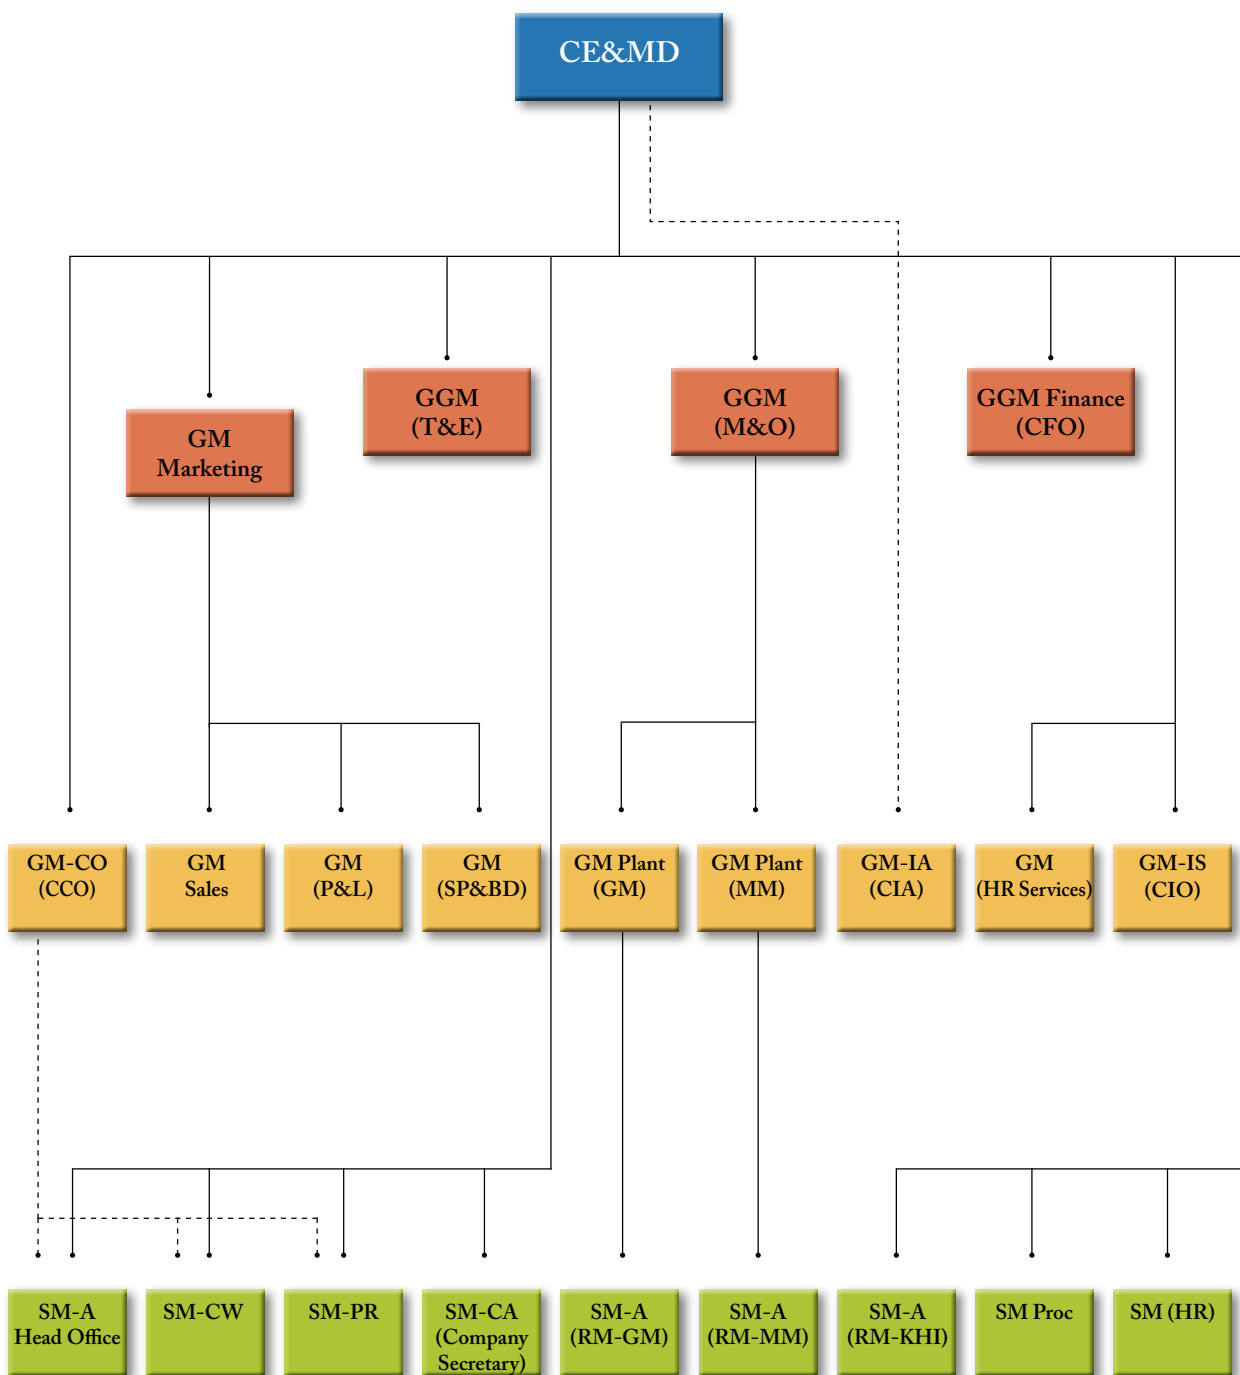 CE&MD
GGM
(T&E)
GGM
(M&O)
GGM Finance
(CFO)
GM
Marketing
GM-CO
(CCO)
GM
Sales
GM
(P&L)
GM
(SP&BD)
GM Plant
(GM)
GM Plant
(MM)
GM-IA
(CIA)
GM
(HR Services)
GM-IS
(CIO)
SM-A
Head Office
SM-CW
SM-PR
SM-CA
(Company
Secretary)
SM-A
(RM-GM)
SM-A
(RM-MM)
SM-A
(RM-KHI)
SM Proc
SM (HR)